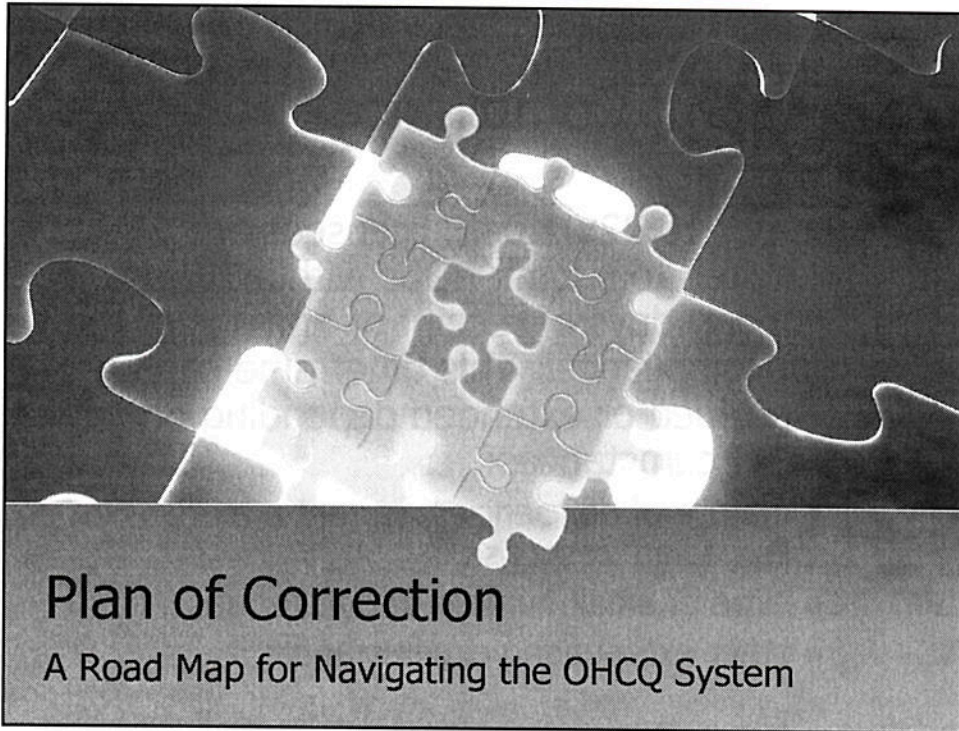 Plan of Correction
A Road Map for Navigating the OHCQ System